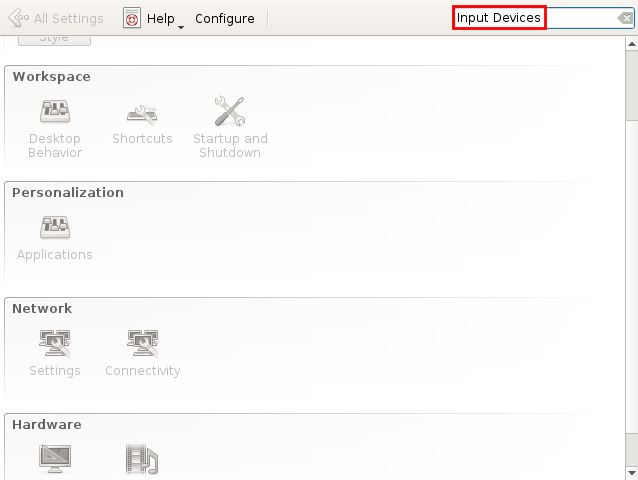 All Settings Help Configure Input Devices
Style
Workspace
Desktop Behavior Shortcuts Startup and Shutdown
Personalization
Applications
Network
Settings Connectivity
Hardware